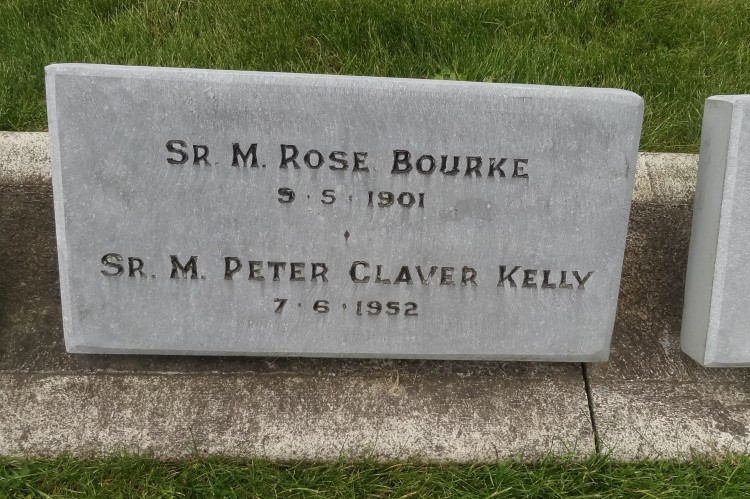 SR. M. ROSE BOURKE
9 · 5 · 1901
SR. M. PETER CLAVER KELLY
7 · 6 · 1952